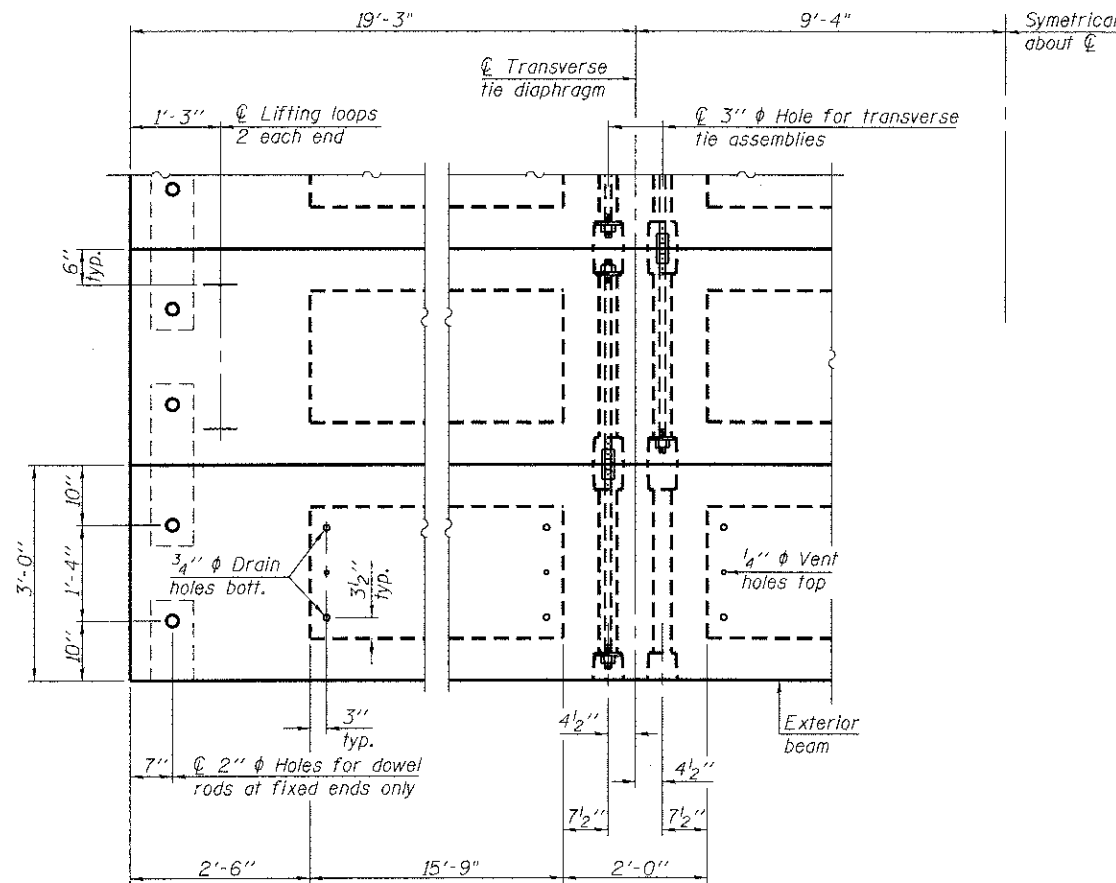 19'-3"
9'-4"
Symetrical
about ℄
℄ Transverse
tie diaphragm
1'-3"
℄ Lifting loops
2 each end
℄ 3" ϕ Hole for transverse
tie assemblies
6"
typ.
3'-0"
10"
1'-4"
10"
3/4" ϕ Drain
holes bott.
3 1/2"
typ.
1/4" ϕ Vent
holes top
3"
typ.
4 1/2"
4 1/2"
Exterior
beam
7"
℄ 2" ϕ Holes for dowel
rods at fixed ends only
7 1/2"
7 1/2"
2'-6"
15'-9"
2'-0"